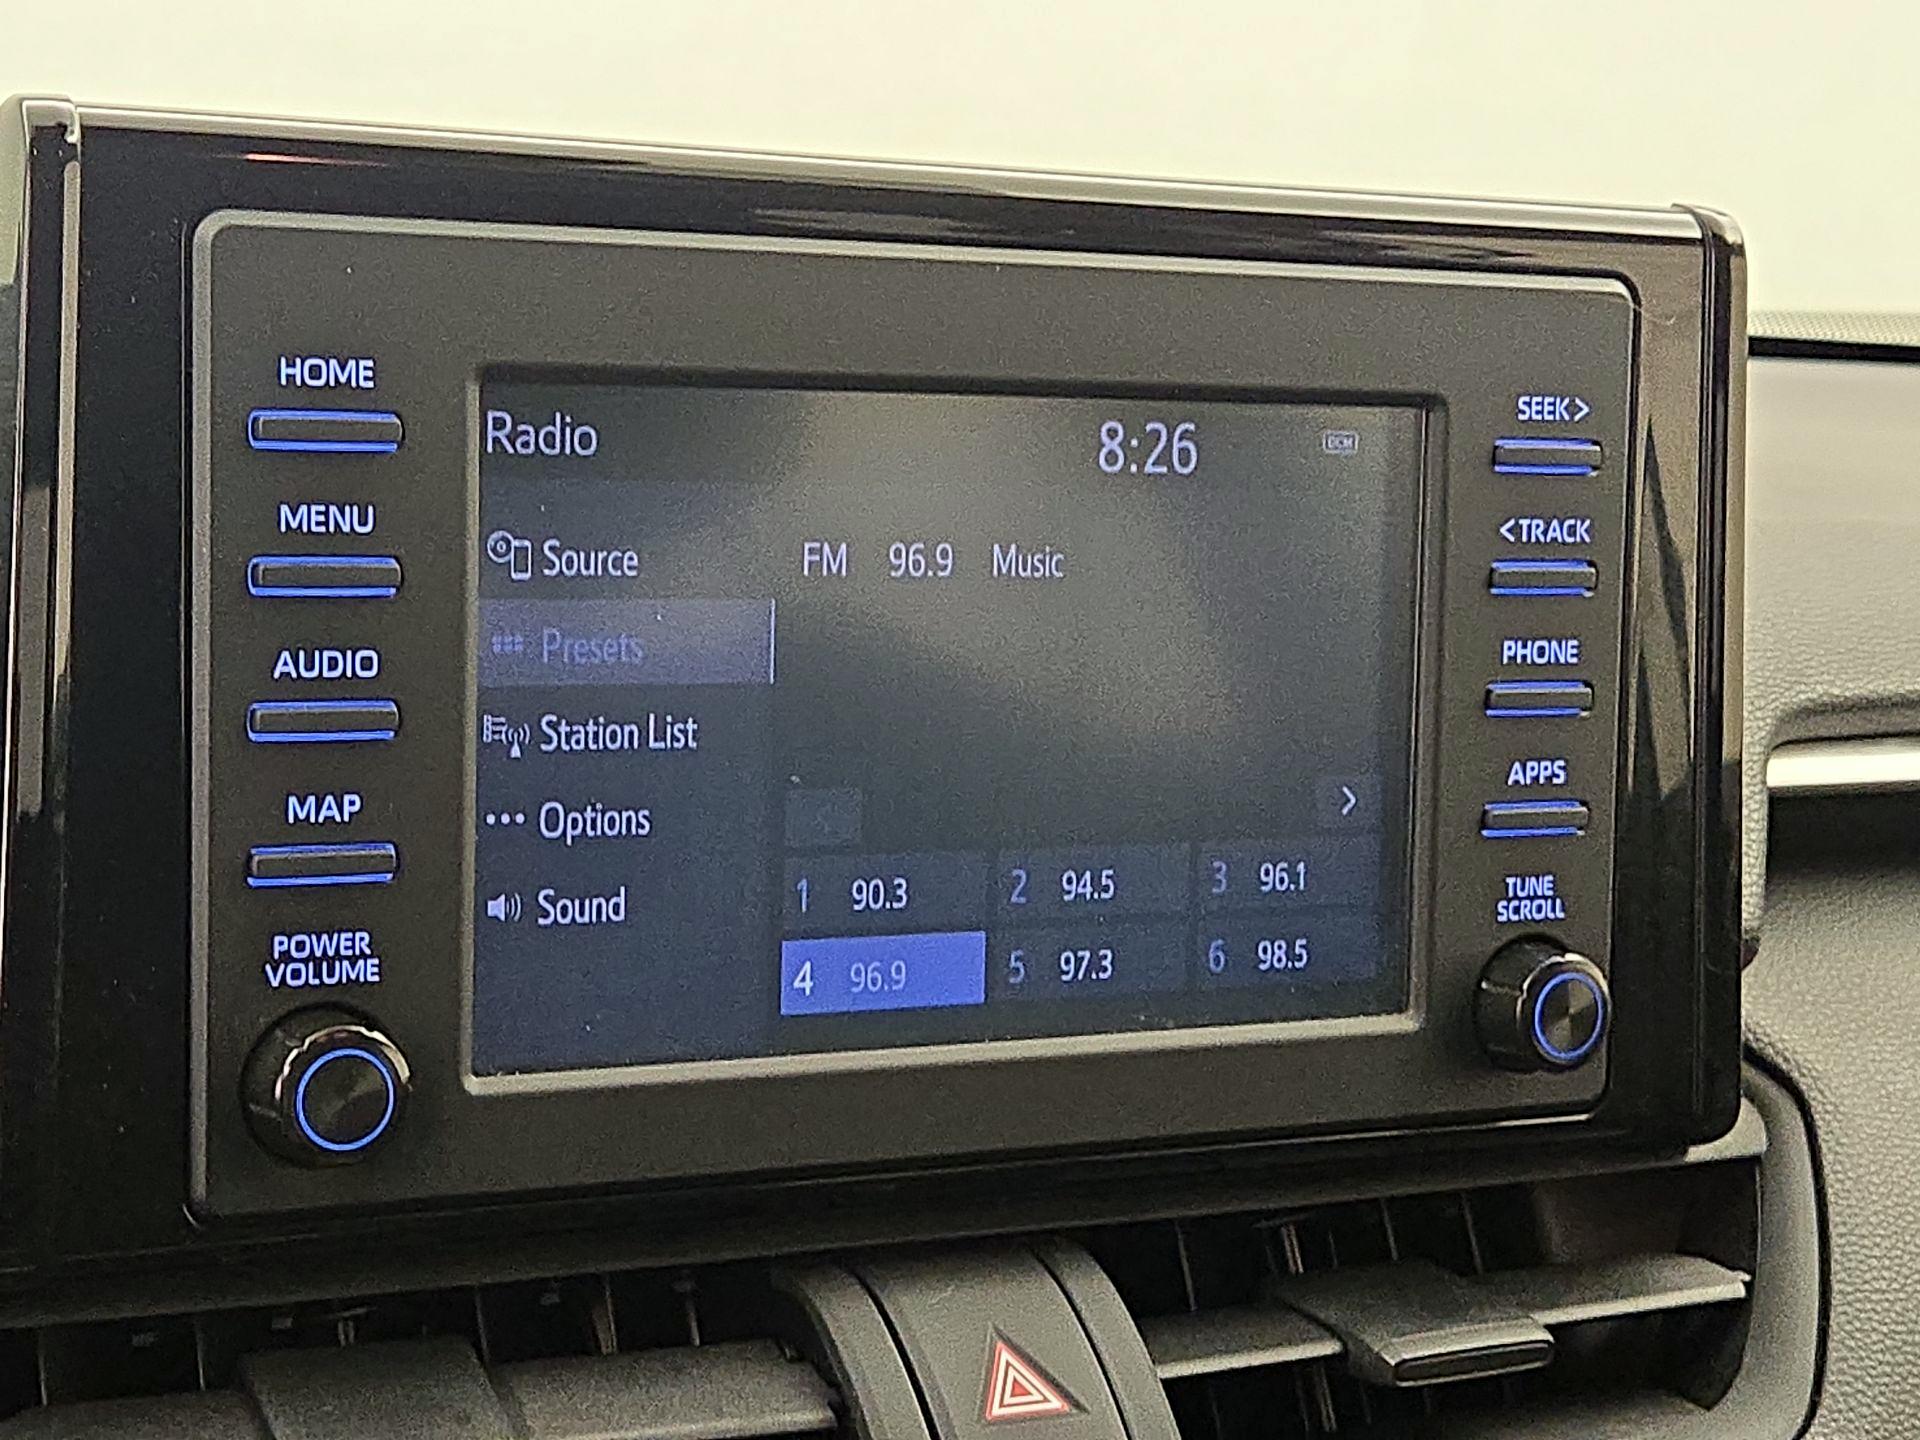 HOME
MENU
AUDIO
MAP
POWER
VOLUME
Radio
8:26
DCM
Source
Presets
Station List
Options
Sound
FM 96.9 Music
<
>
1 90.3
2 94.5
3 96.1
4 96.9
5 97.3
6 98.5
SEEK>
<TRACK
PHONE
APPS
TUNE
SCROLL